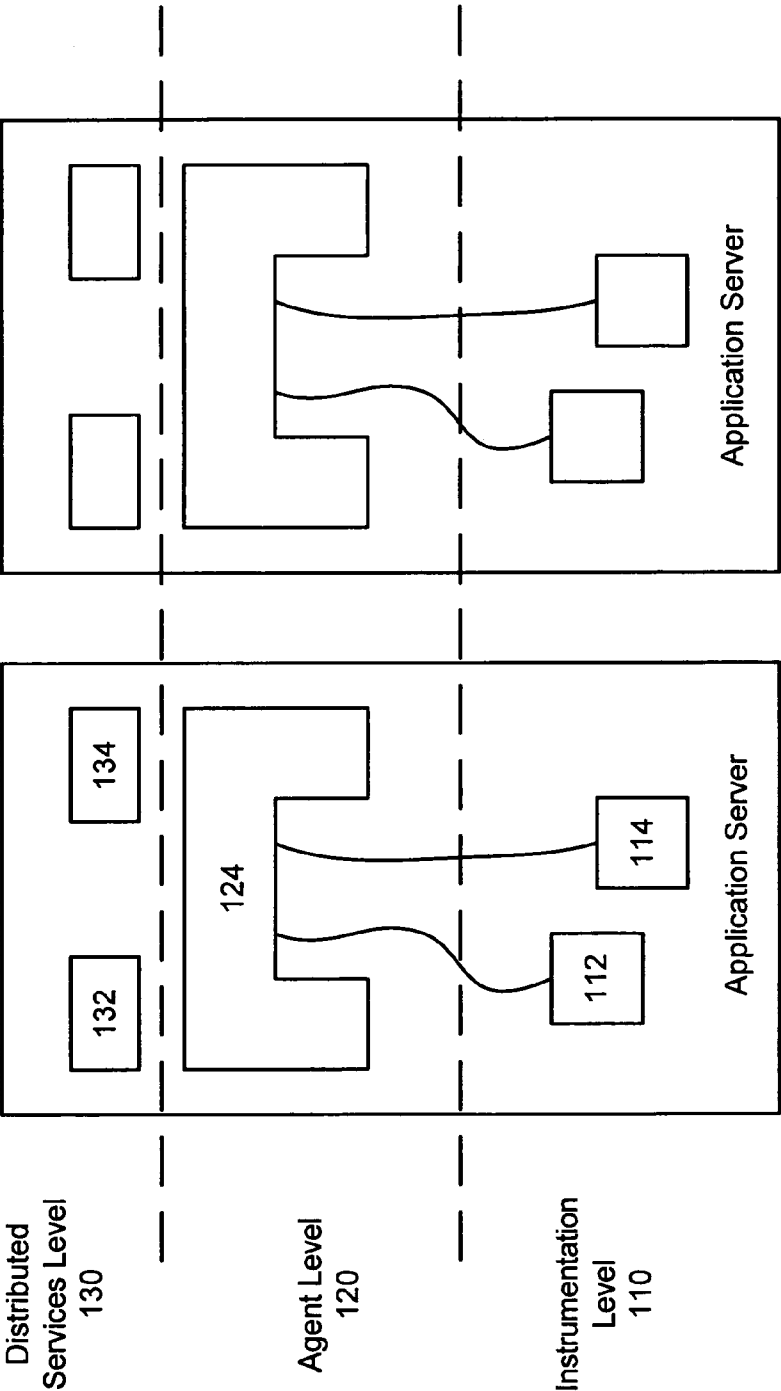 Distributed
Services Level
130
132
134
Agent Level
120
124
Instrumentation
Level
110
112
114
Application Server
Application Server